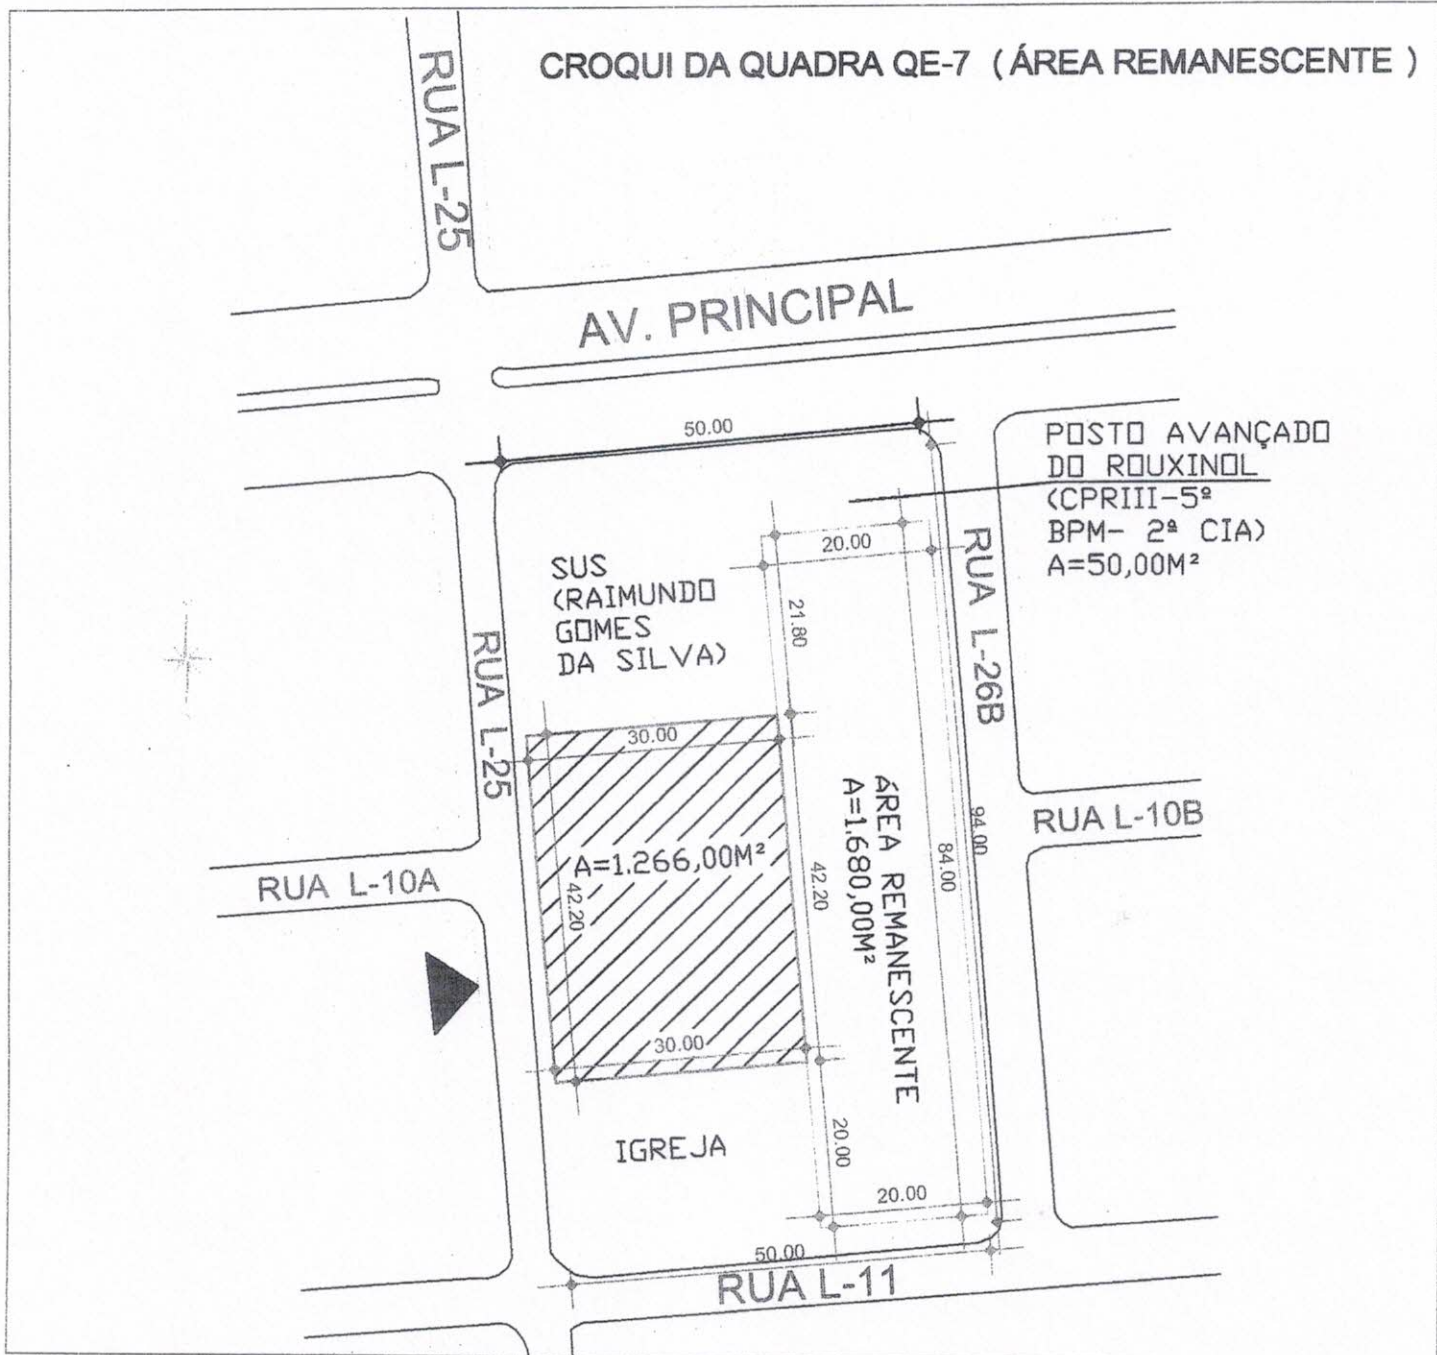 CROQUI DA QUADRA QE-7 ( ÁREA REMANESCENTE )
RUA L-25
AV. PRINCIPAL
50.00
POSTO AVANÇADO
DO ROUXINOL
(CPRIII-5ª
BPM- 2ª CIA)
A=50,00M²
20.00
SUS
(RAIMUNDO
GOMES
DA SILVA)
21.80
RUA L-26B
RUA L-25
30.00
ÁREA REMANESCENTE
A=1.680,00M²
94.00
84.00
RUA L-10B
A=1.266,00M²
42.20
42.20
RUA L-10A
30.00
IGREJA
20.00
20.00
50.00
RUA L-11